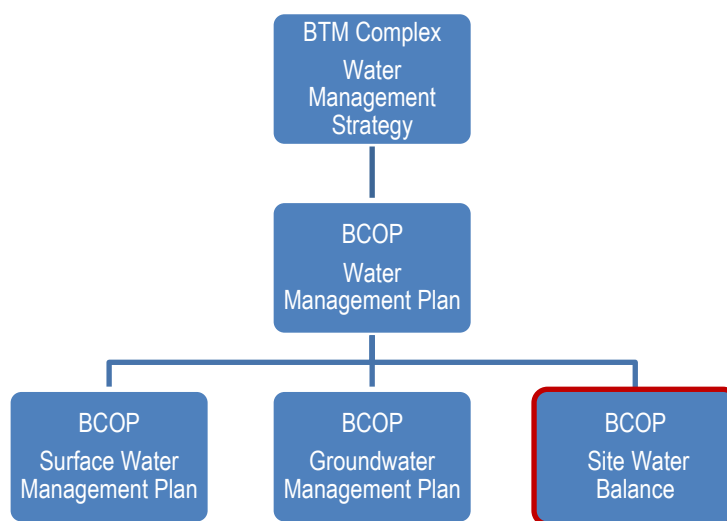 BTM Complex
Water
Management
Strategy
BCOP
Water
Management Plan
BCOP
Surface Water
Management Plan
BCOP
Groundwater
Management Plan
BCOP
Site Water
Balance